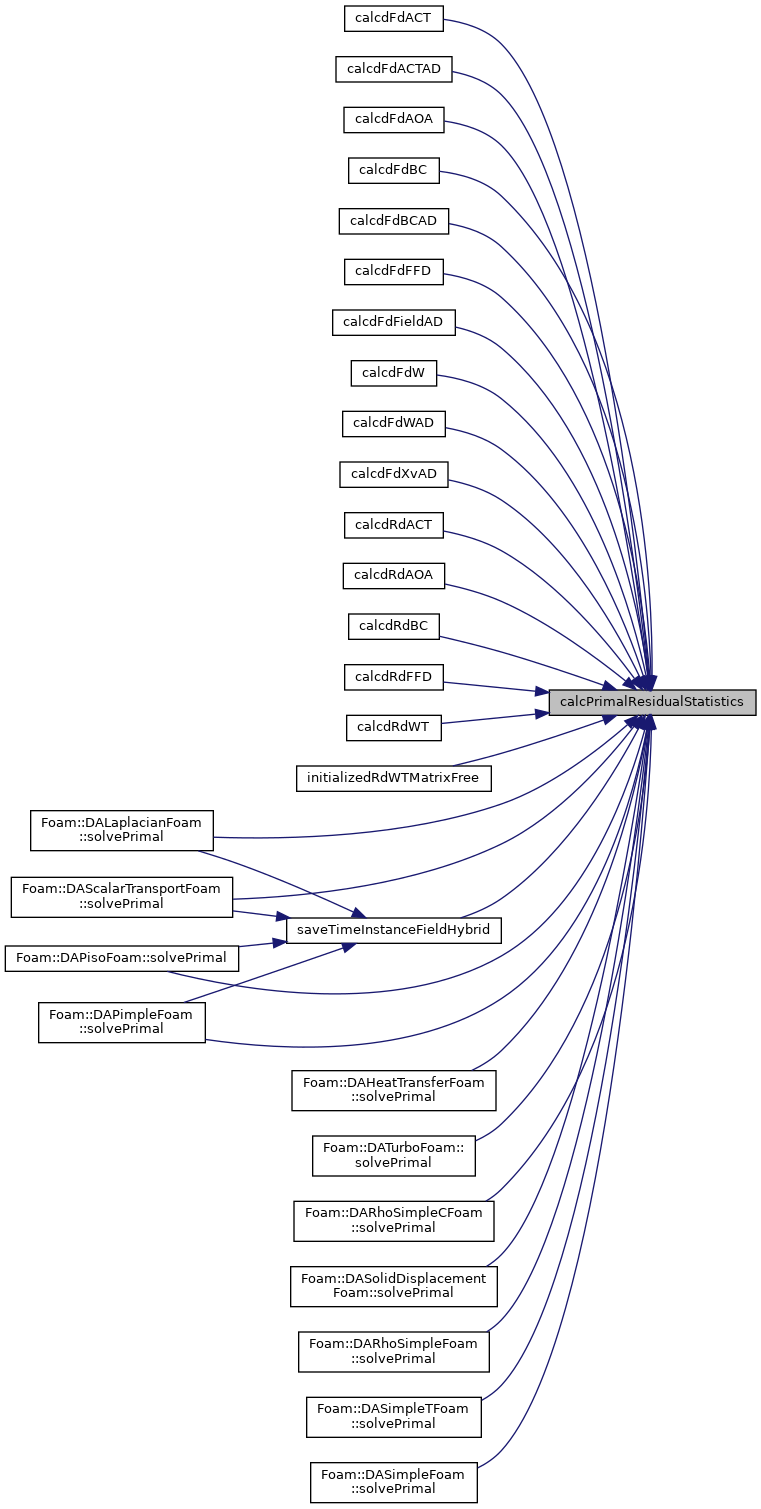 calcdFdACT
calcdFdACTAD
calcdFdAOA
calcdFdBC
calcdFdBCAD
calcdFdFFD
calcdFdFieldAD
calcdFdW
calcdFdWAD
calcdFdXvAD
calcdRdACT
calcdRdAOA
calcdRdBC
calcdRdFFD
calcPrimalResidualStatistics
calcdRdWT
initializedRdWTMatrixFree
Foam::DALaplacianFoam
::solvePrimal
Foam::DAScalarTransportFoam
::solvePrimal
saveTimeInstanceFieldHybrid
Foam::DAPisoFoam::solvePrimal
Foam::DAPimpleFoam
::solvePrimal
Foam::DAHeatTransferFoam
::solvePrimal
Foam::DATurboFoam::
solvePrimal
Foam::DARhoSimpleCFoam
::solvePrimal
Foam::DASolidDisplacement
Foam::solvePrimal
Foam::DARhoSimpleFoam
::solvePrimal
Foam::DASimpleTFoam
::solvePrimal
Foam::DASimpleFoam
::solvePrimal